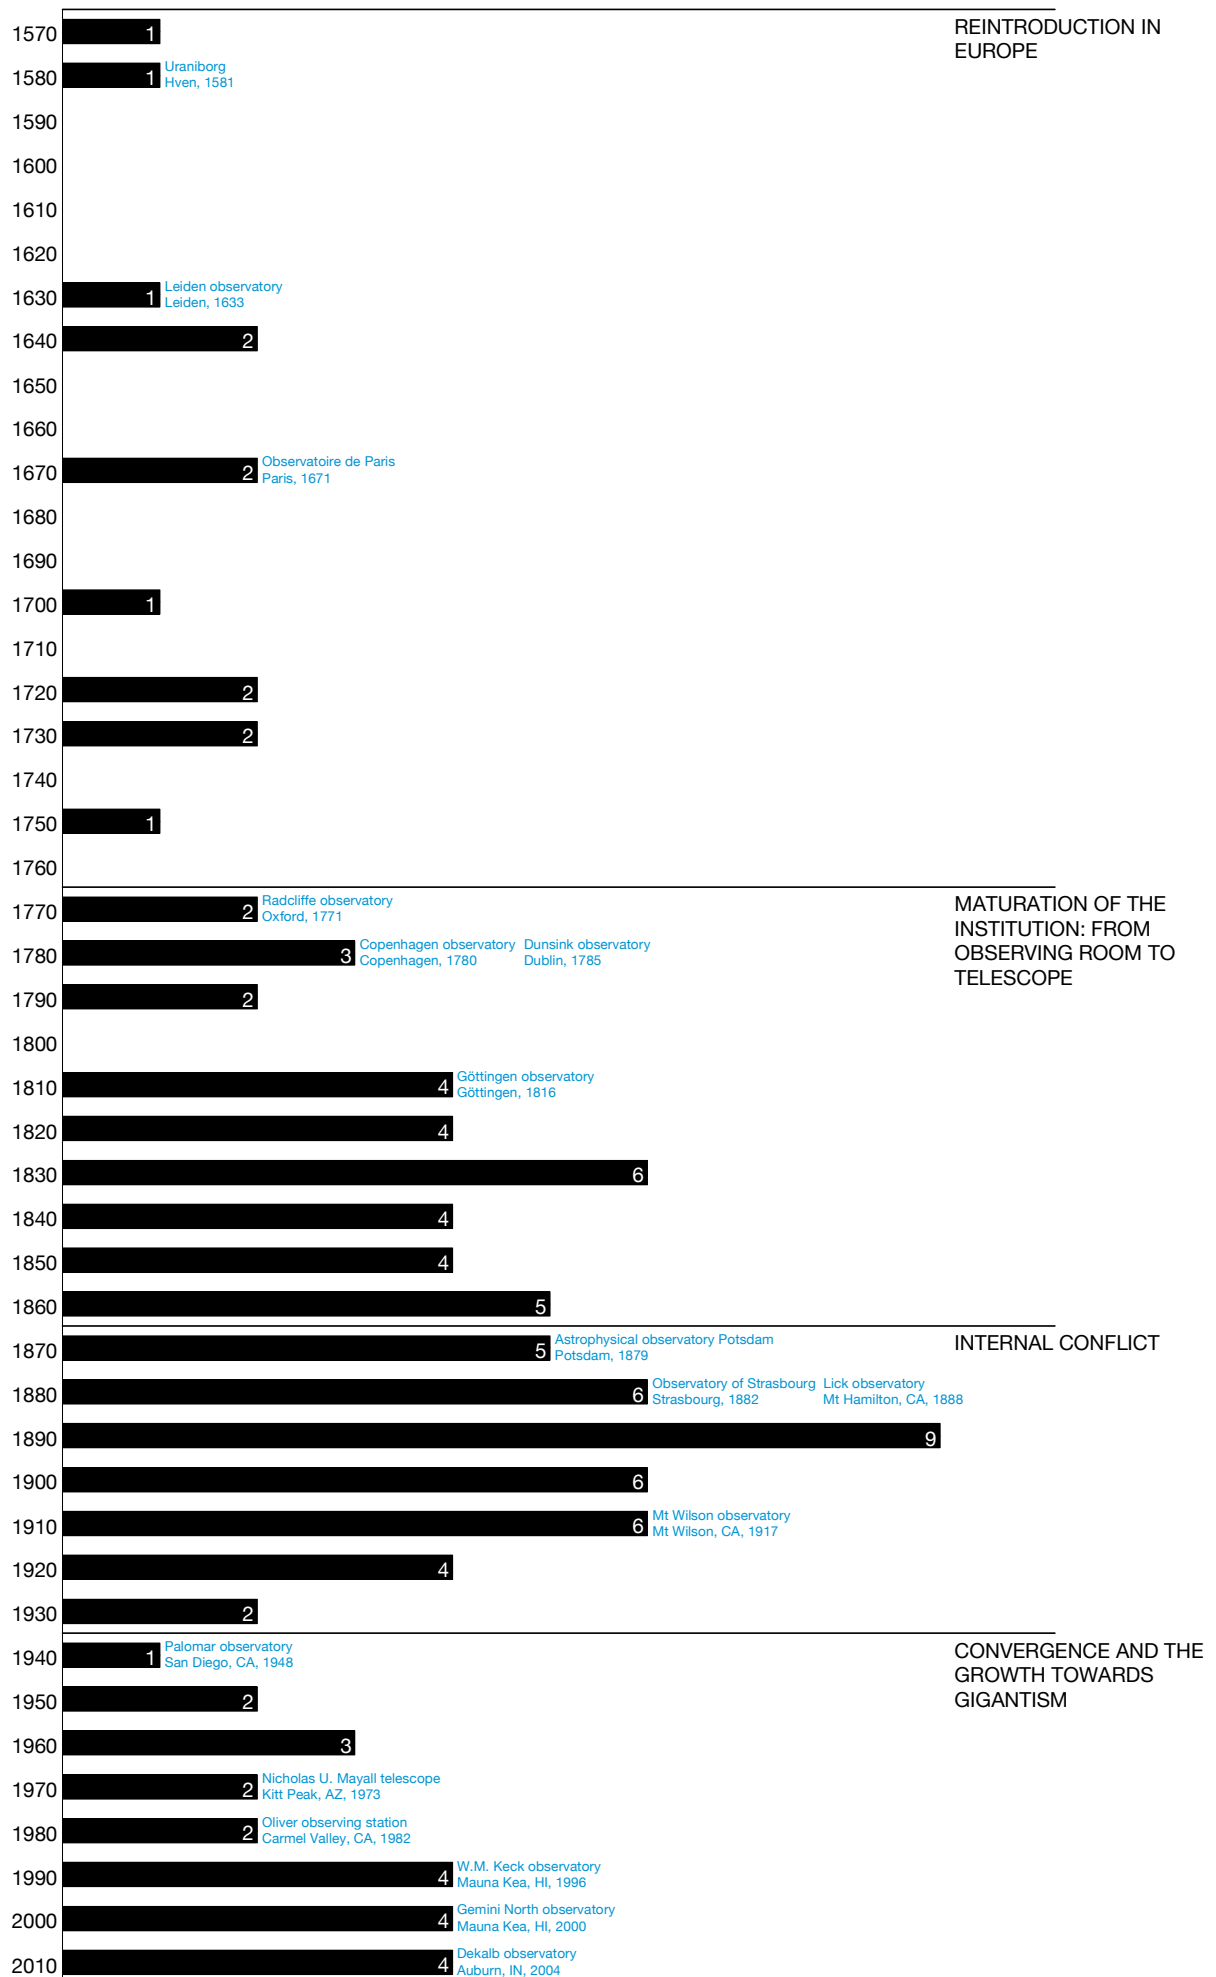 REINTRODUCTION IN
EUROPE
1570 1
1580 1 Uraniborg
Hven, 1581
1590
1600
1610
1620
1630 1 Leiden observatory
Leiden, 1633
1640 2
1650
1660
1670 2 Observatoire de Paris
Paris, 1671
1680
1690
1700 1
1710
1720 2
1730 2
1740
1750 1
1760
MATURATION OF THE
INSTITUTION: FROM
OBSERVING ROOM TO
TELESCOPE
1770 2 Radcliffe observatory
Oxford, 1771
1780 3 Copenhagen observatory Dunsink observatory
Copenhagen, 1780 Dublin, 1785
1790 2
1800
1810 4 Göttingen observatory
Göttingen, 1816
1820 4
1830 6
1840 4
1850 4
1860 5
INTERNAL CONFLICT
1870 5 Astrophysical observatory Potsdam
Potsdam, 1879
1880 6 Observatory of Strasbourg Lick observatory
Strasbourg, 1882 Mt Hamilton, CA, 1888
1890 9
1900 6
1910 6 Mt Wilson observatory
Mt Wilson, CA, 1917
1920 4
1930 2
CONVERGENCE AND THE
GROWTH TOWARDS
GIGANTISM
1940 1 Palomar observatory
San Diego, CA, 1948
1950 2
1960 3
1970 2 Nicholas U. Mayall telescope
Kitt Peak, AZ, 1973
1980 2 Oliver observing station
Carmel Valley, CA, 1982
1990 4 W.M. Keck observatory
Mauna Kea, HI, 1996
2000 4 Gemini North observatory
Mauna Kea, HI, 2000
2010 4 Dekalb observatory
Auburn, IN, 2004